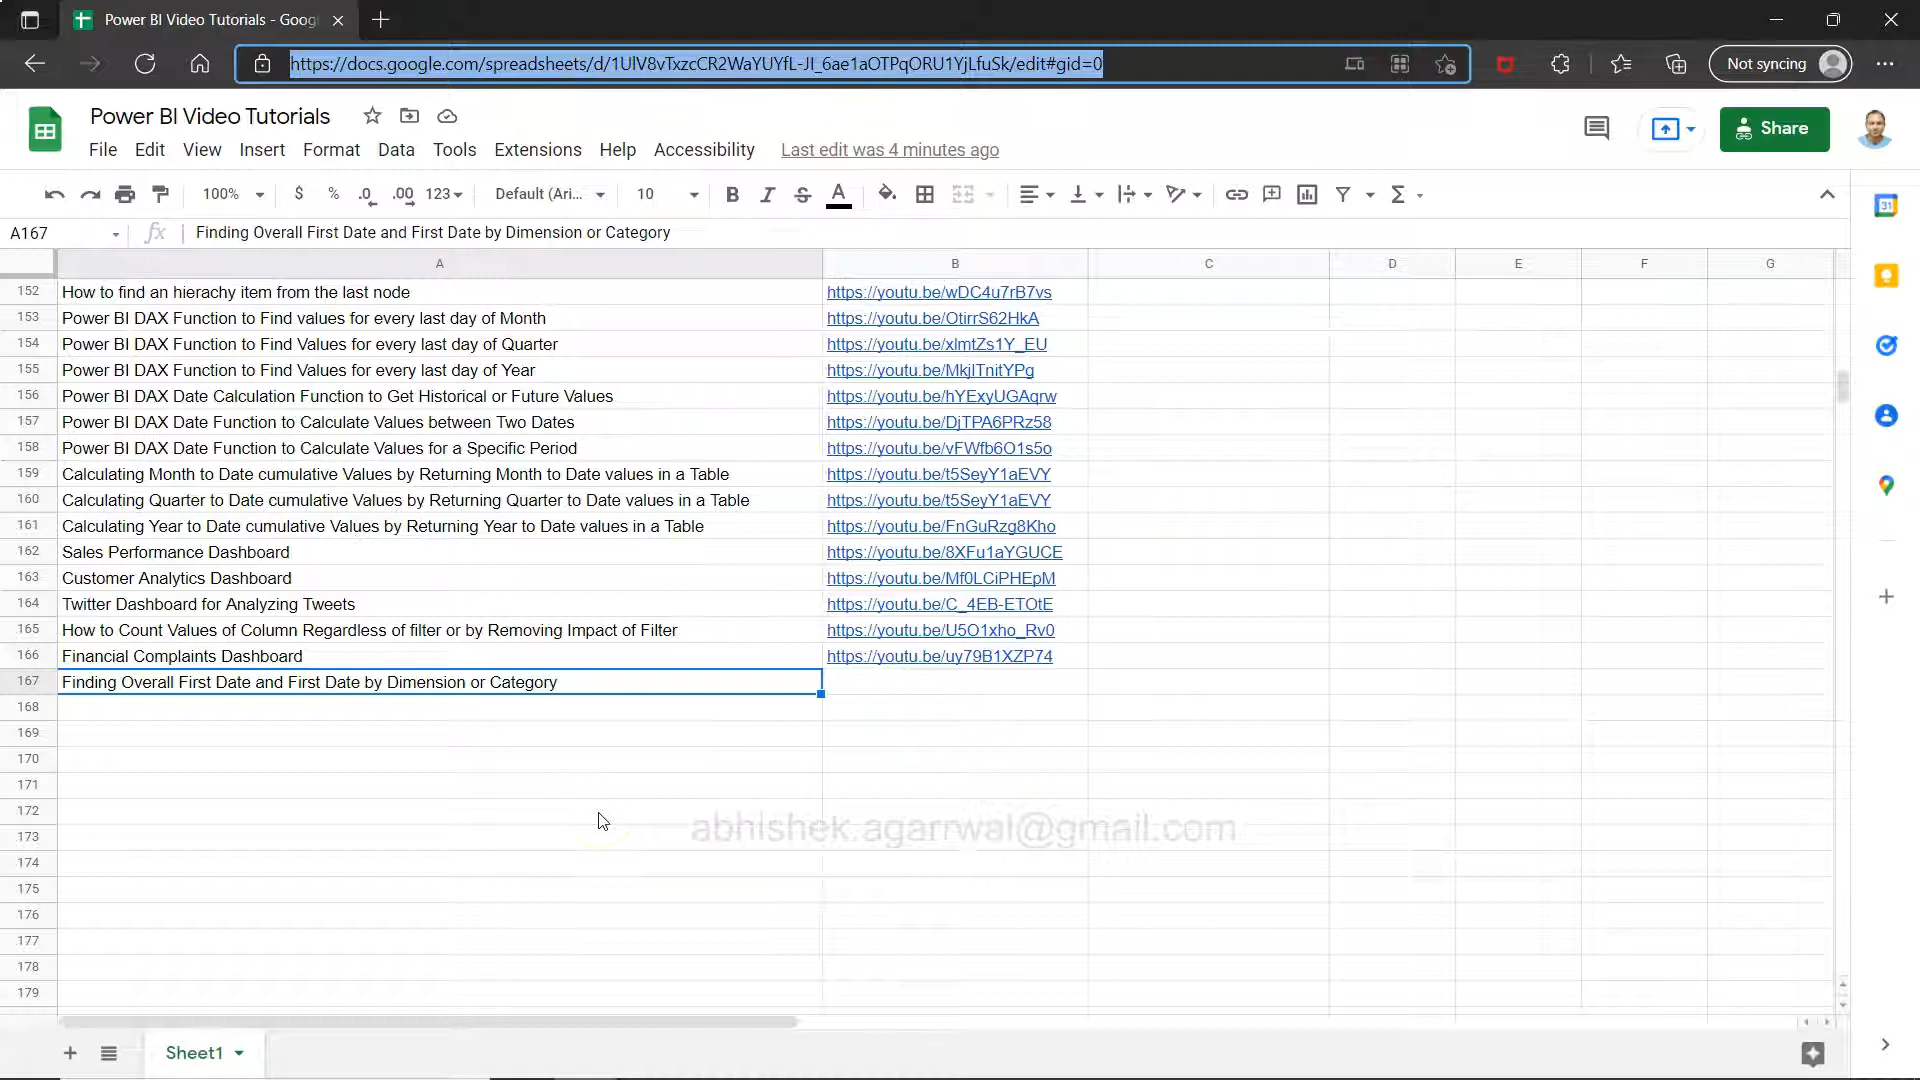 Power BI Video Tutorials - Goog
https://docs.google.com/spreadsheets/d/1UlV8vTxzcCR2WaYUYfL-JI_6ae1aOTPqORU1YjLfuSk/edit#gid=0
Not syncing
Power BI Video Tutorials
File Edit View Insert Format Data Tools Extensions Help Accessibility Last edit was 4 minutes ago
Share
100% $ % .0 .00 123 Default (Ari... 10 B I S A Σ
31
A167 fx Finding Overall First Date and First Date by Dimension or Category
A B C D E F G
152 How to find an hierachy item from the last node https://youtu.be/wDC4u7rB7vs
153 Power BI DAX Function to Find values for every last day of Month https://youtu.be/OtirrS62HkA
154 Power BI DAX Function to Find Values for every last day of Quarter https://youtu.be/xlmtZs1Y_EU
155 Power BI DAX Function to Find Values for every last day of Year https://youtu.be/MkjlTnitYPg
156 Power BI DAX Date Calculation Function to Get Historical or Future Values https://youtu.be/hYExyUGAqrw
157 Power BI DAX Date Function to Calculate Values between Two Dates https://youtu.be/DjTPA6PRz58
158 Power BI DAX Date Function to Calculate Values for a Specific Period https://youtu.be/vFWfb6O1s5o
159 Calculating Month to Date cumulative Values by Returning Month to Date values in a Table https://youtu.be/t5SeyY1aEVY
160 Calculating Quarter to Date cumulative Values by Returning Quarter to Date values in a Table https://youtu.be/t5SeyY1aEVY
161 Calculating Year to Date cumulative Values by Returning Year to Date values in a Table https://youtu.be/FnGuRzg8Kho
162 Sales Performance Dashboard https://youtu.be/8XFu1aYGUCE
163 Customer Analytics Dashboard https://youtu.be/Mf0LCiPHEpM
164 Twitter Dashboard for Analyzing Tweets https://youtu.be/C_4EB-ETOtE
165 How to Count Values of Column Regardless of filter or by Removing Impact of Filter https://youtu.be/U5O1xho_Rv0
166 Financial Complaints Dashboard https://youtu.be/uy79B1XZP74
167 Finding Overall First Date and First Date by Dimension or Category
168
169
170
171
172
173
abhishek.agarrwal@gmail.com
174
175
176
177
178
179
Sheet1